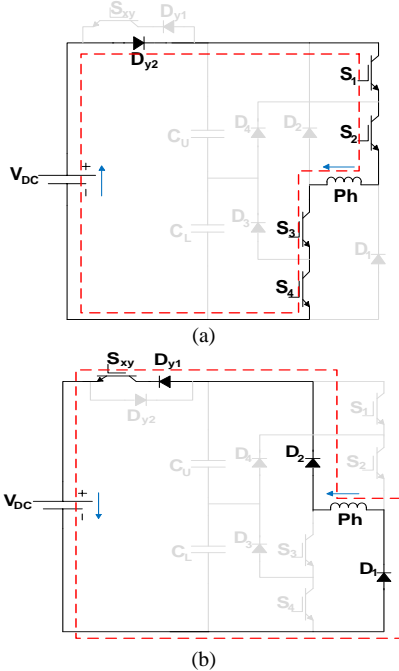 Sxy Dy1
Dy2
S1
D4 D2
CU
S2
VDC + -
Ph
D3
CL
S3
D1
S4
(a)
Sxy Dy1
Dy2
S1
D4 D2
CU
S2
VDC + -
Ph
D3
CL
S3
D1
S4
(b)